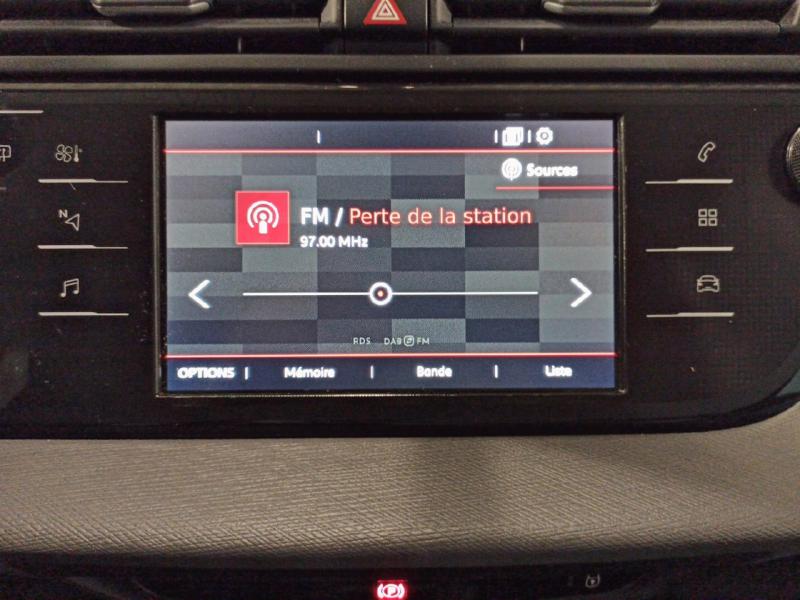 Sources
FM / Perte de la station
97.00 MHz
N
RDS DAB FM
OPTIONS | Mémoire | Bande | Liste
P